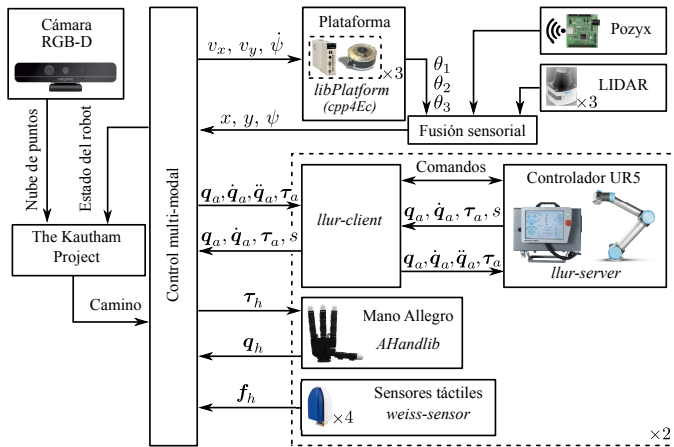 Cámara
RGB-D
Nube de puntos
Estado del robot
The Kautham
Project
Camino
Control multi-modal
v_x, v_y, ψ̇
x, y, ψ
Plataforma
×3
libPlatform
(cpp4Ec)
θ_1
θ_2
θ_3
Pozyx
LIDAR
×3
Fusión sensorial
q_a, q̇_a, q̈_a, τ_a
q_a, q̇_a, τ_a, s
llur-client
Comandos
q_a, q̇_a, τ_a, s
q_a, q̇_a, q̈_a, τ_a
Controlador UR5
llur-server
τ_h
q_h
Mano Allegro
AHandlib
f_h
Sensores táctiles
weiss-sensor
×4
×2